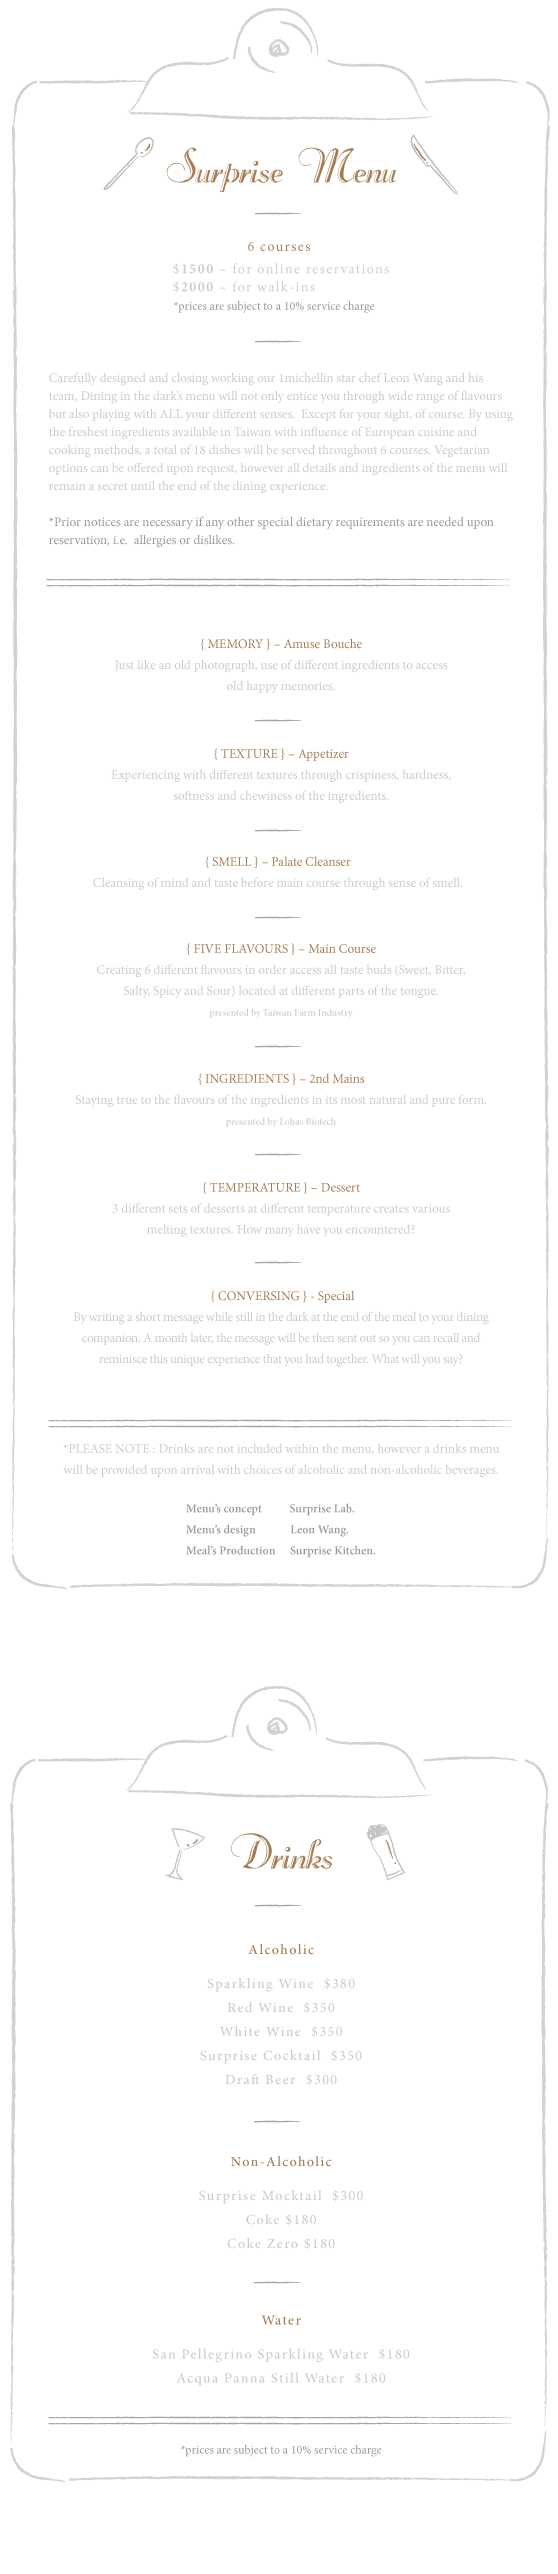 Surprise Menu
6 courses
$1500 – for online reservations
$2000 – for walk-ins
*prices are subject to a 10% service charge
Carefully designed and closing working our 1michellin star chef Leon Wang and his
team, Dining in the dark's menu will not only entice you through wide range of flavours
but also playing with ALL your different senses.  Except for your sight, of course. By using
the freshest ingredients available in Taiwan with influence of European cuisine and
cooking methods, a total of 18 dishes will be served throughout 6 courses. Vegetarian
options can be offered upon request, however all details and ingredients of the menu will
remain a secret until the end of the dining experience.
*Prior notices are necessary if any other special dietary requirements are needed upon
reservation, i.e.  allergies or dislikes.
{ MEMORY } – Amuse Bouche
Just like an old photograph, use of different ingredients to access
old happy memories.
{ TEXTURE } – Appetizer
Experiencing with different textures through crispiness, hardness,
softness and chewiness of the ingredients.
{ SMELL } – Palate Cleanser
Cleansing of mind and taste before main course through sense of smell.
{ FIVE FLAVOURS } – Main Course
Creating 6 different flavours in order access all taste buds (Sweet, Bitter,
Salty, Spicy and Sour) located at different parts of the tongue.
presented by Taiwan Farm Industry
{ INGREDIENTS } – 2nd Mains
Staying true to the flavours of the ingredients in its most natural and pure form.
presented by Lohas Biotech
{ TEMPERATURE } – Dessert
3 different sets of desserts at different temperature creates various
melting textures. How many have you encountered?
{ CONVERSING } - Special
By writing a short message while still in the dark at the end of the meal to your dining
companion. A month later, the message will be then sent out so you can recall and
reminisce this unique experience that you had together. What will you say?
*PLEASE NOTE : Drinks are not included within the menu, however a drinks menu
will be provided upon arrival with choices of alcoholic and non-alcoholic beverages.
Menu's concept Surprise Lab.
Menu's design Leon Wang.
Meal's Production Surprise Kitchen.
Drinks
Alcoholic
Sparkling Wine  $380
Red Wine  $350
White Wine  $350
Surprise Cocktail  $350
Draft Beer  $300
Non-Alcoholic
Surprise Mocktail  $300
Coke $180
Coke Zero $180
Water
San Pellegrino Sparkling Water  $180
Acqua Panna Still Water  $180
*prices are subject to a 10% service charge